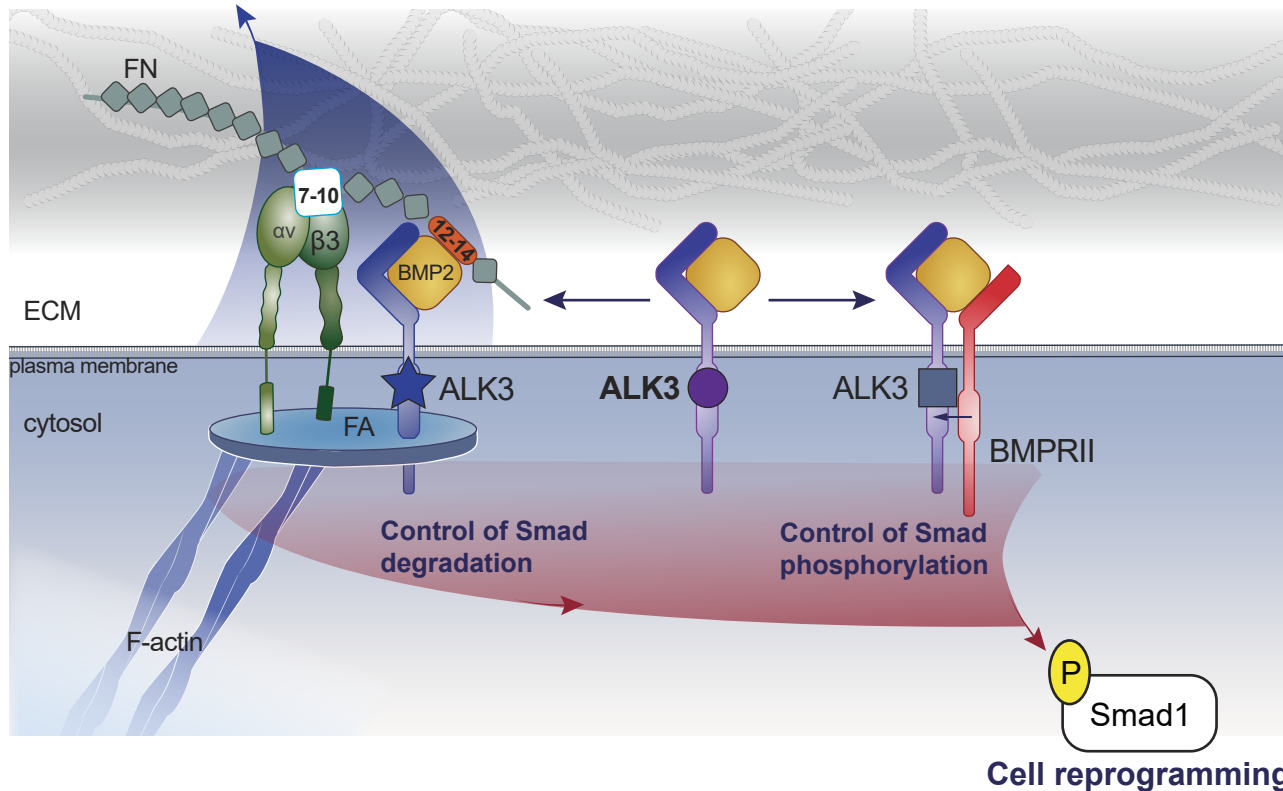 FN
7-10
αv
β3
12-14
BMP2
ECM
plasma membrane
cytosol
ALK3
ALK3
ALK3
FA
BMPRII
Control of Smad
degradation
Control of Smad
phosphorylation
F-actin
P
Smad1
Cell reprogramming